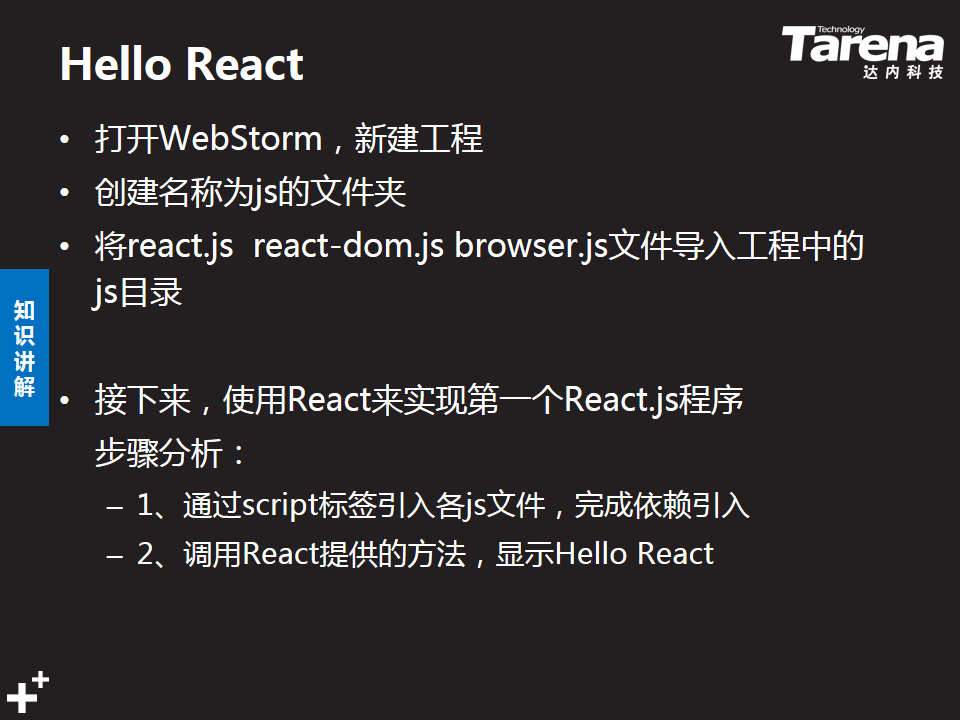 Hello React
Technology
Tarena
达内科技
• 打开WebStorm，新建工程
• 创建名称为js的文件夹
• 将react.js  react-dom.js browser.js文件导入工程中的
js目录
知识讲解
• 接下来，使用React来实现第一个React.js程序
步骤分析：
– 1、通过script标签引入各js文件，完成依赖引入
– 2、调用React提供的方法，显示Hello React